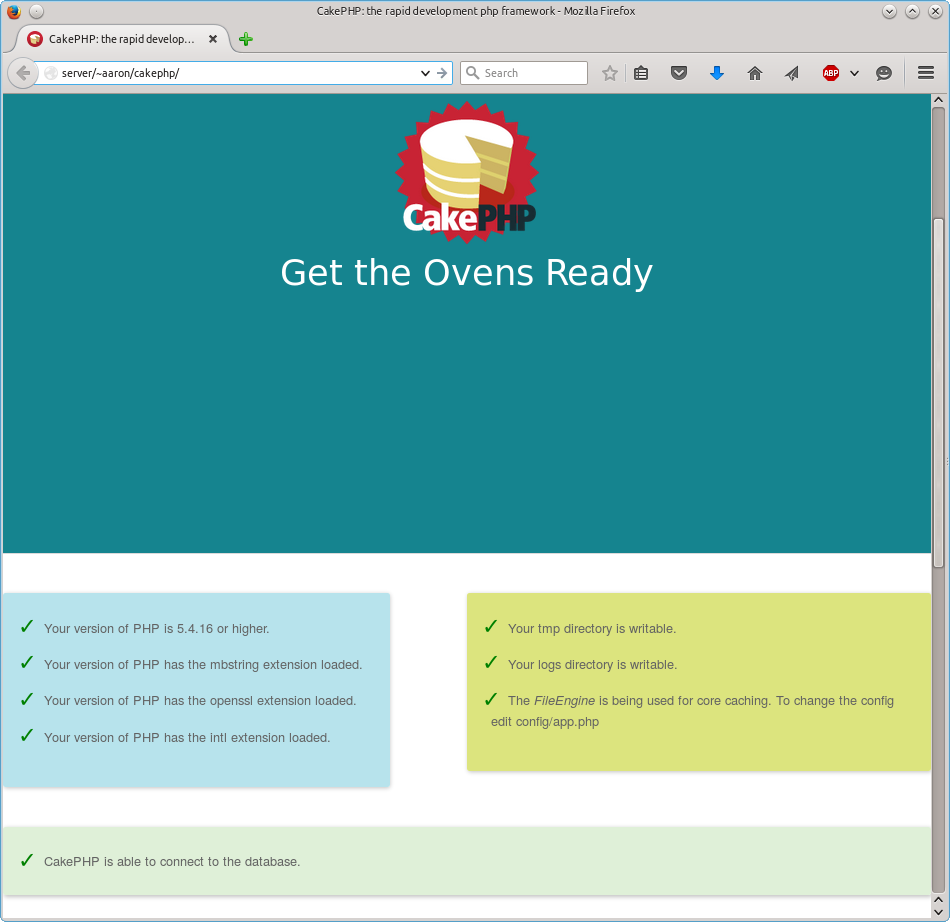 CakePHP: the rapid development php framework - Mozilla Firefox
CakePHP: the rapid develop...
server/~aaron/cakephp/
Search
ABP
CakePHP
Get the Ovens Ready
Your version of PHP is 5.4.16 or higher.
Your version of PHP has the mbstring extension loaded.
Your version of PHP has the openssl extension loaded.
Your version of PHP has the intl extension loaded.
Your tmp directory is writable.
Your logs directory is writable.
The FileEngine is being used for core caching. To change the config
edit config/app.php
CakePHP is able to connect to the database.